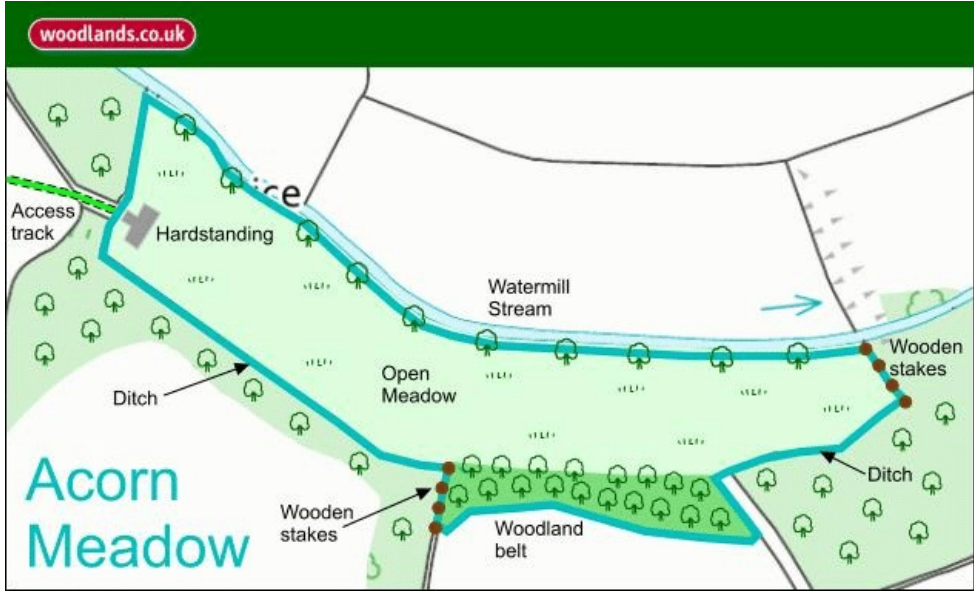 woodlands.co.uk
ice
Access
track
Hardstanding
Watermill
Stream
Wooden
stakes
Open
Meadow
Ditch
Ditch
Acorn
Meadow
Wooden
stakes
Woodland
belt